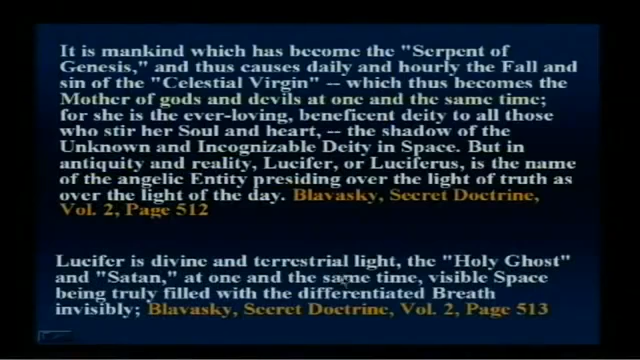 It is mankind which has become the "Serpent of
Genesis," and thus causes daily and hourly the Fall and
sin of the "Celestial Virgin" -- which thus becomes the
Mother of gods and devils at one and the same time;
for she is the ever-loving, beneficent deity to all those
who stir her Soul and heart, -- the shadow of the
Unknown and Incognizable Deity in Space. But in
antiquity and reality, Lucifer, or Luciferus, is the name
of the angelic Entity presiding over the light of truth as
over the light of the day. Blavasky, Secret Doctrine,
Vol. 2, Page 512
Lucifer is divine and terrestrial light, the "Holy Ghost"
and "Satan," at one and the same time, visible Space
being truly filled with the differentiated Breath
invisibly; Blavasky, Secret Doctrine, Vol. 2, Page 513